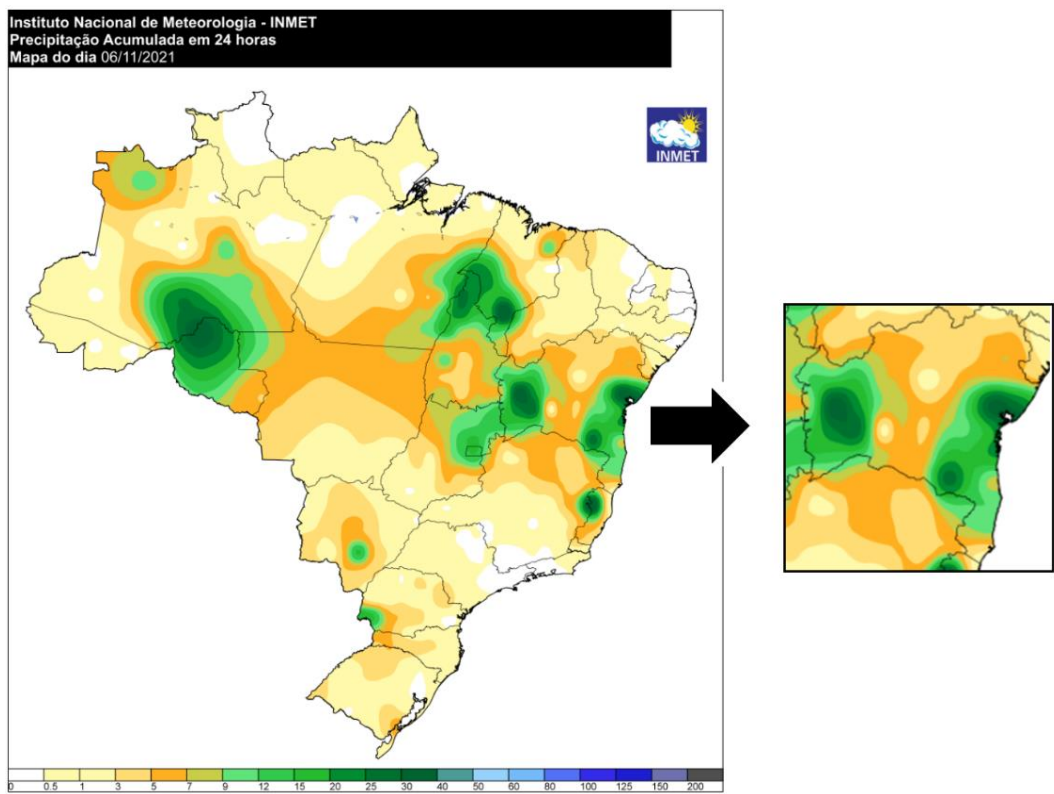 Instituto Nacional de Meteorologia - INMET
Precipitação Acumulada em 24 horas
Mapa do dia 06/11/2021
INMET
0 0.5 1 3 5 7 9 12 15 20 25 30 40 50 60 80 100 125 150 200